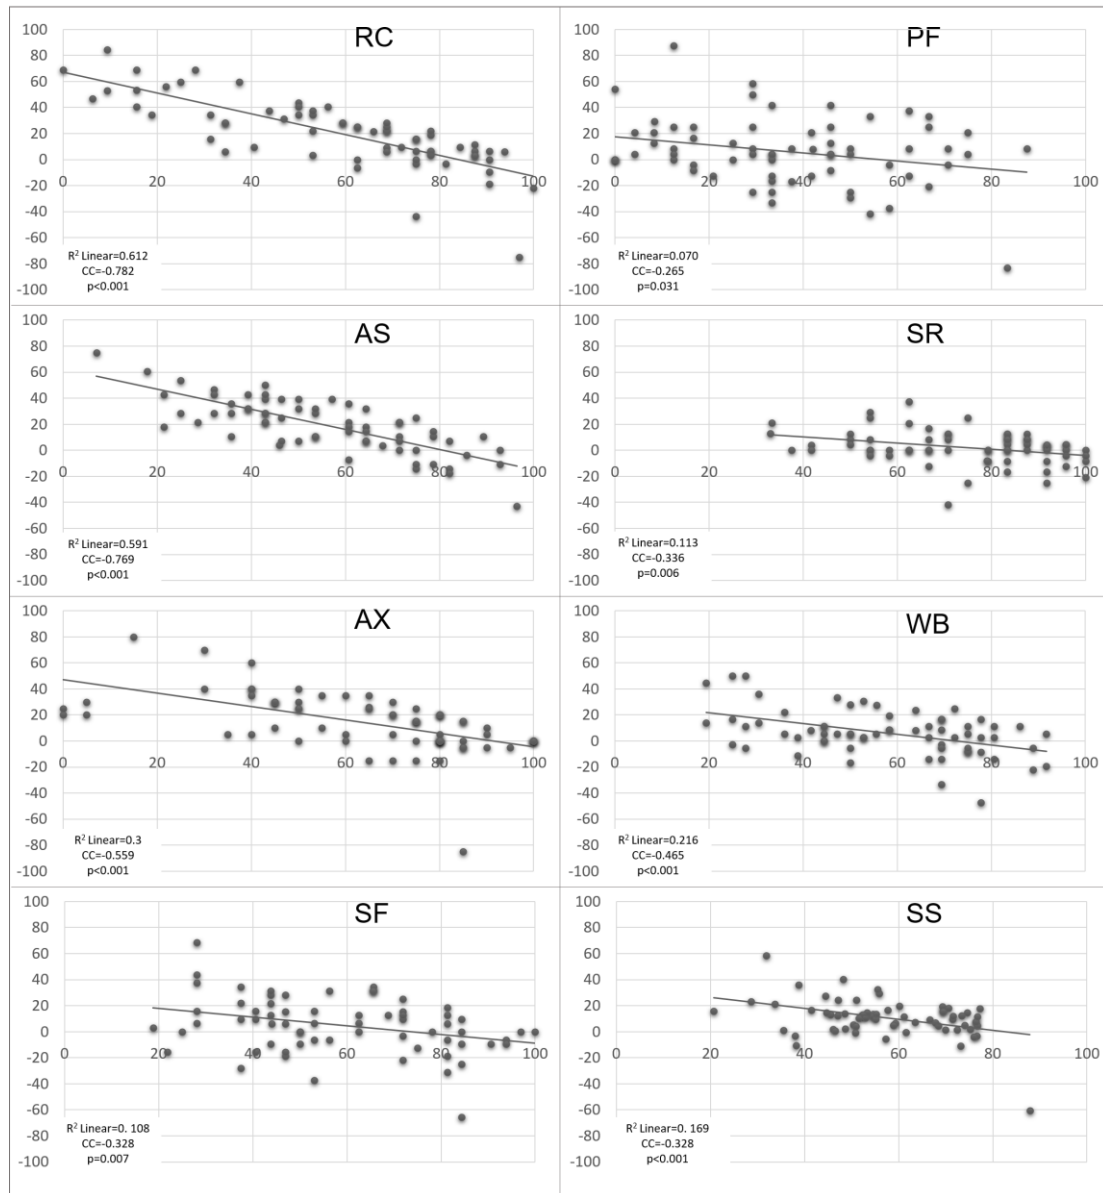 RC
100
80
60
40
20
0
-20
-40
-60
-80
-100
0 20 40 60 80 100
R² Linear=0.612
CC=-0.782
p<0.001
PF
100
80
60
40
20
0
-20
-40
-60
-80
-100
0 20 40 60 80 100
R² Linear=0.070
CC=-0.265
p=0.031
AS
100
80
60
40
20
0
-20
-40
-60
-80
-100
0 20 40 60 80 100
R² Linear=0.591
CC=-0.769
p<0.001
SR
100
80
60
40
20
0
-20
-40
-60
-80
-100
0 20 40 60 80 100
R² Linear=0.113
CC=-0.336
p=0.006
AX
100
80
60
40
20
0
-20
-40
-60
-80
-100
0 20 40 60 80 100
R² Linear=0.3
CC=-0.559
p<0.001
WB
100
80
60
40
20
0
-20
-40
-60
-80
-100
0 20 40 60 80 100
R² Linear=0.216
CC=-0.465
p<0.001
SF
100
80
60
40
20
0
-20
-40
-60
-80
-100
0 20 40 60 80 100
R² Linear=0. 108
CC=-0.328
p=0.007
SS
100
80
60
40
20
0
-20
-40
-60
-80
-100
0 20 40 60 80 100
R² Linear=0. 169
CC=-0.328
p<0.001